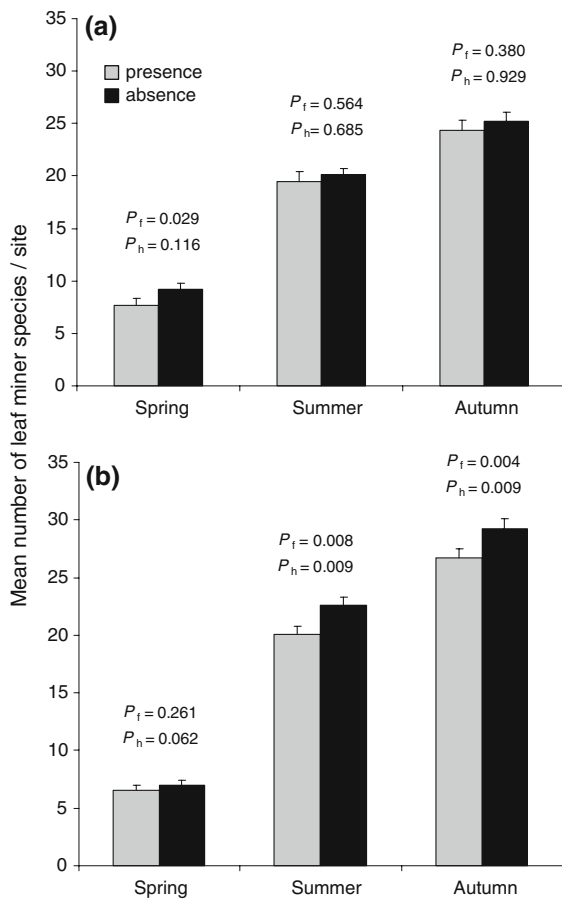 Mean number of leaf miner species / site
(a)
35
30
25
20
15
10
5
0
presence
absence
P_f = 0.029
P_h = 0.116
P_f = 0.564
P_h = 0.685
P_f = 0.380
P_h = 0.929
Spring Summer Autumn
(b)
35
30
25
20
15
10
5
0
P_f = 0.261
P_h = 0.062
P_f = 0.008
P_h = 0.009
P_f = 0.004
P_h = 0.009
Spring Summer Autumn